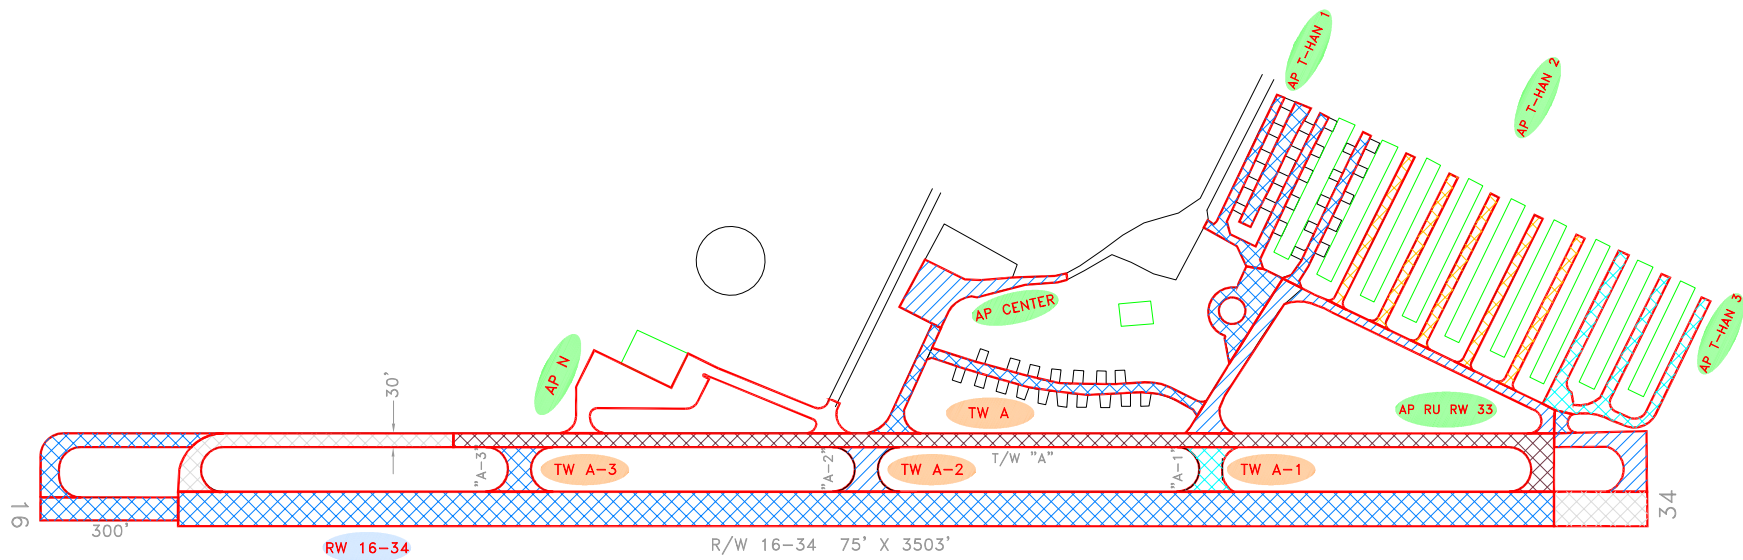 AP T-HAN 1
AP T-HAN 2
AP T-HAN 3
AP CENTER
AP N
30'
TW A
AP RU RW 33
"A-3"
TW A-3
"A-2"
TW A-2
T/W "A"
"A-1"
TW A-1
16
300'
34
RW 16-34
R/W 16-34 75' X 3503'